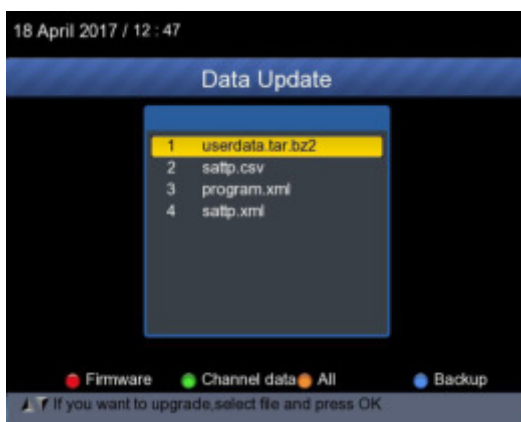 18 April 2017 / 12 : 47
Data Update
1 userdata.tar.bz2
2 sattp.csv
3 program.xml
4 sattp.xml
Firmware Channel data All Backup
If you want to upgrade,select file and press OK